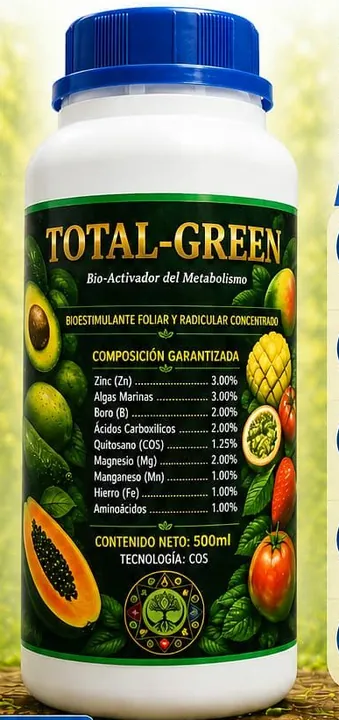 TOTAL-GREEN
Bio-Activador del Metabolismo
BIOESTIMULANTE FOLIAR Y RADICULAR CONCENTRADO
COMPOSICIÓN GARANTIZADA
Zinc (Zn) ........................ 3.00%
Algas Marinas ................ 3.00%
Boro (B) ........................ 2.00%
Ácidos Carboxilicos ........ 2.00%
Quitosano (COS) ............ 1.25%
Magnesio (Mg) ............... 2.00%
Manganeso (Mn) ............ 1.00%
Hierro (Fe) ..................... 1.00%
Aminoácidos .................. 1.00%
CONTENIDO NETO: 500ml
TECNOLOGÍA: COS